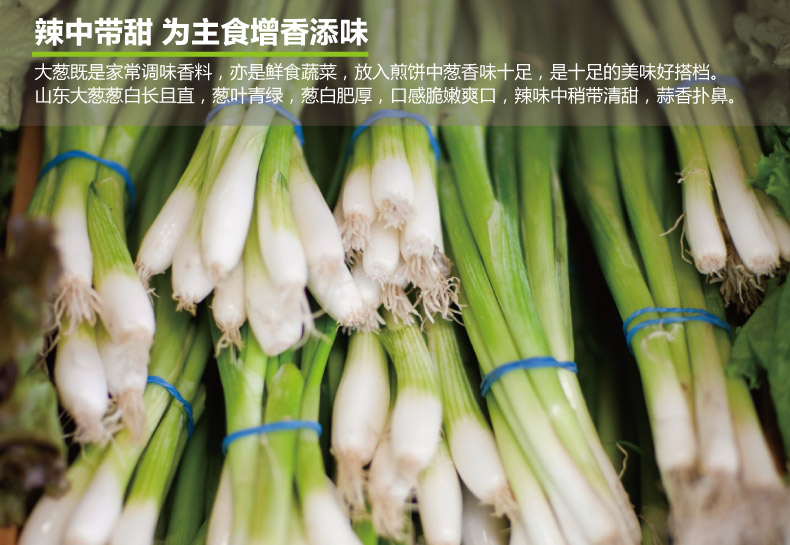 辣中带甜 为主食增香添味
大葱既是家常调味香料，亦是鲜食蔬菜，放入煎饼中葱香味十足，是十足的美味好搭档。
山东大葱葱白长且直，葱叶青绿，葱白肥厚，口感脆嫩爽口，辣味中稍带清甜，蒜香扑鼻。